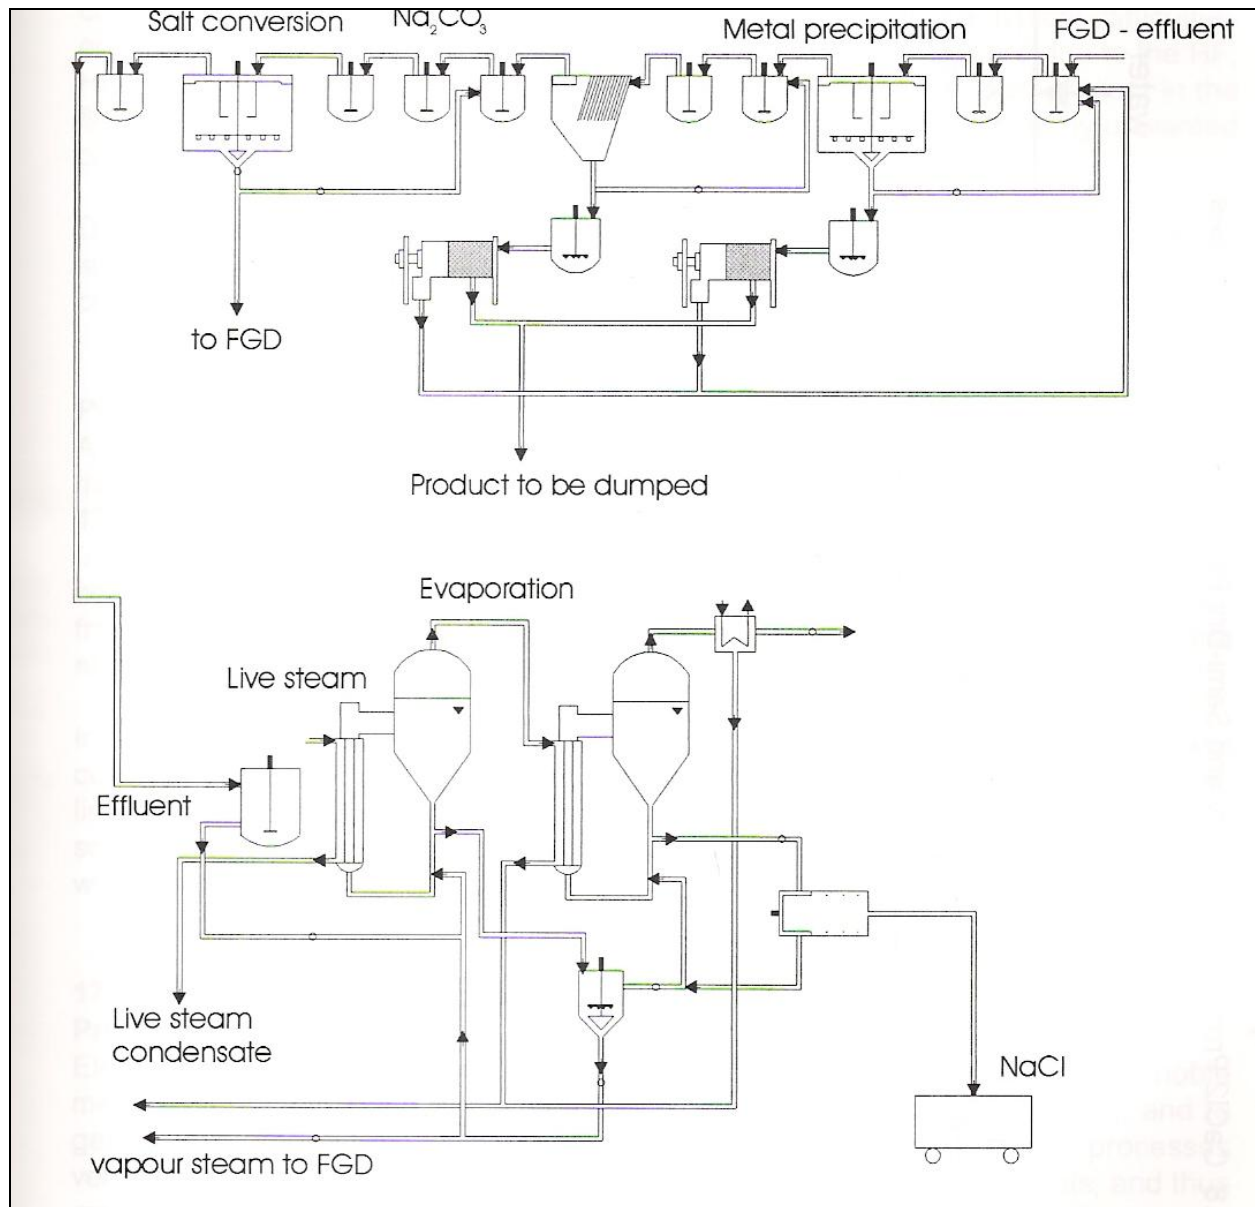 Salt conversion
Na₂CO₃
Metal precipitation
FGD - effluent
to FGD
Product to be dumped
Evaporation
Live steam
Effluent
Live steam
condensate
NaCl
vapour steam to FGD